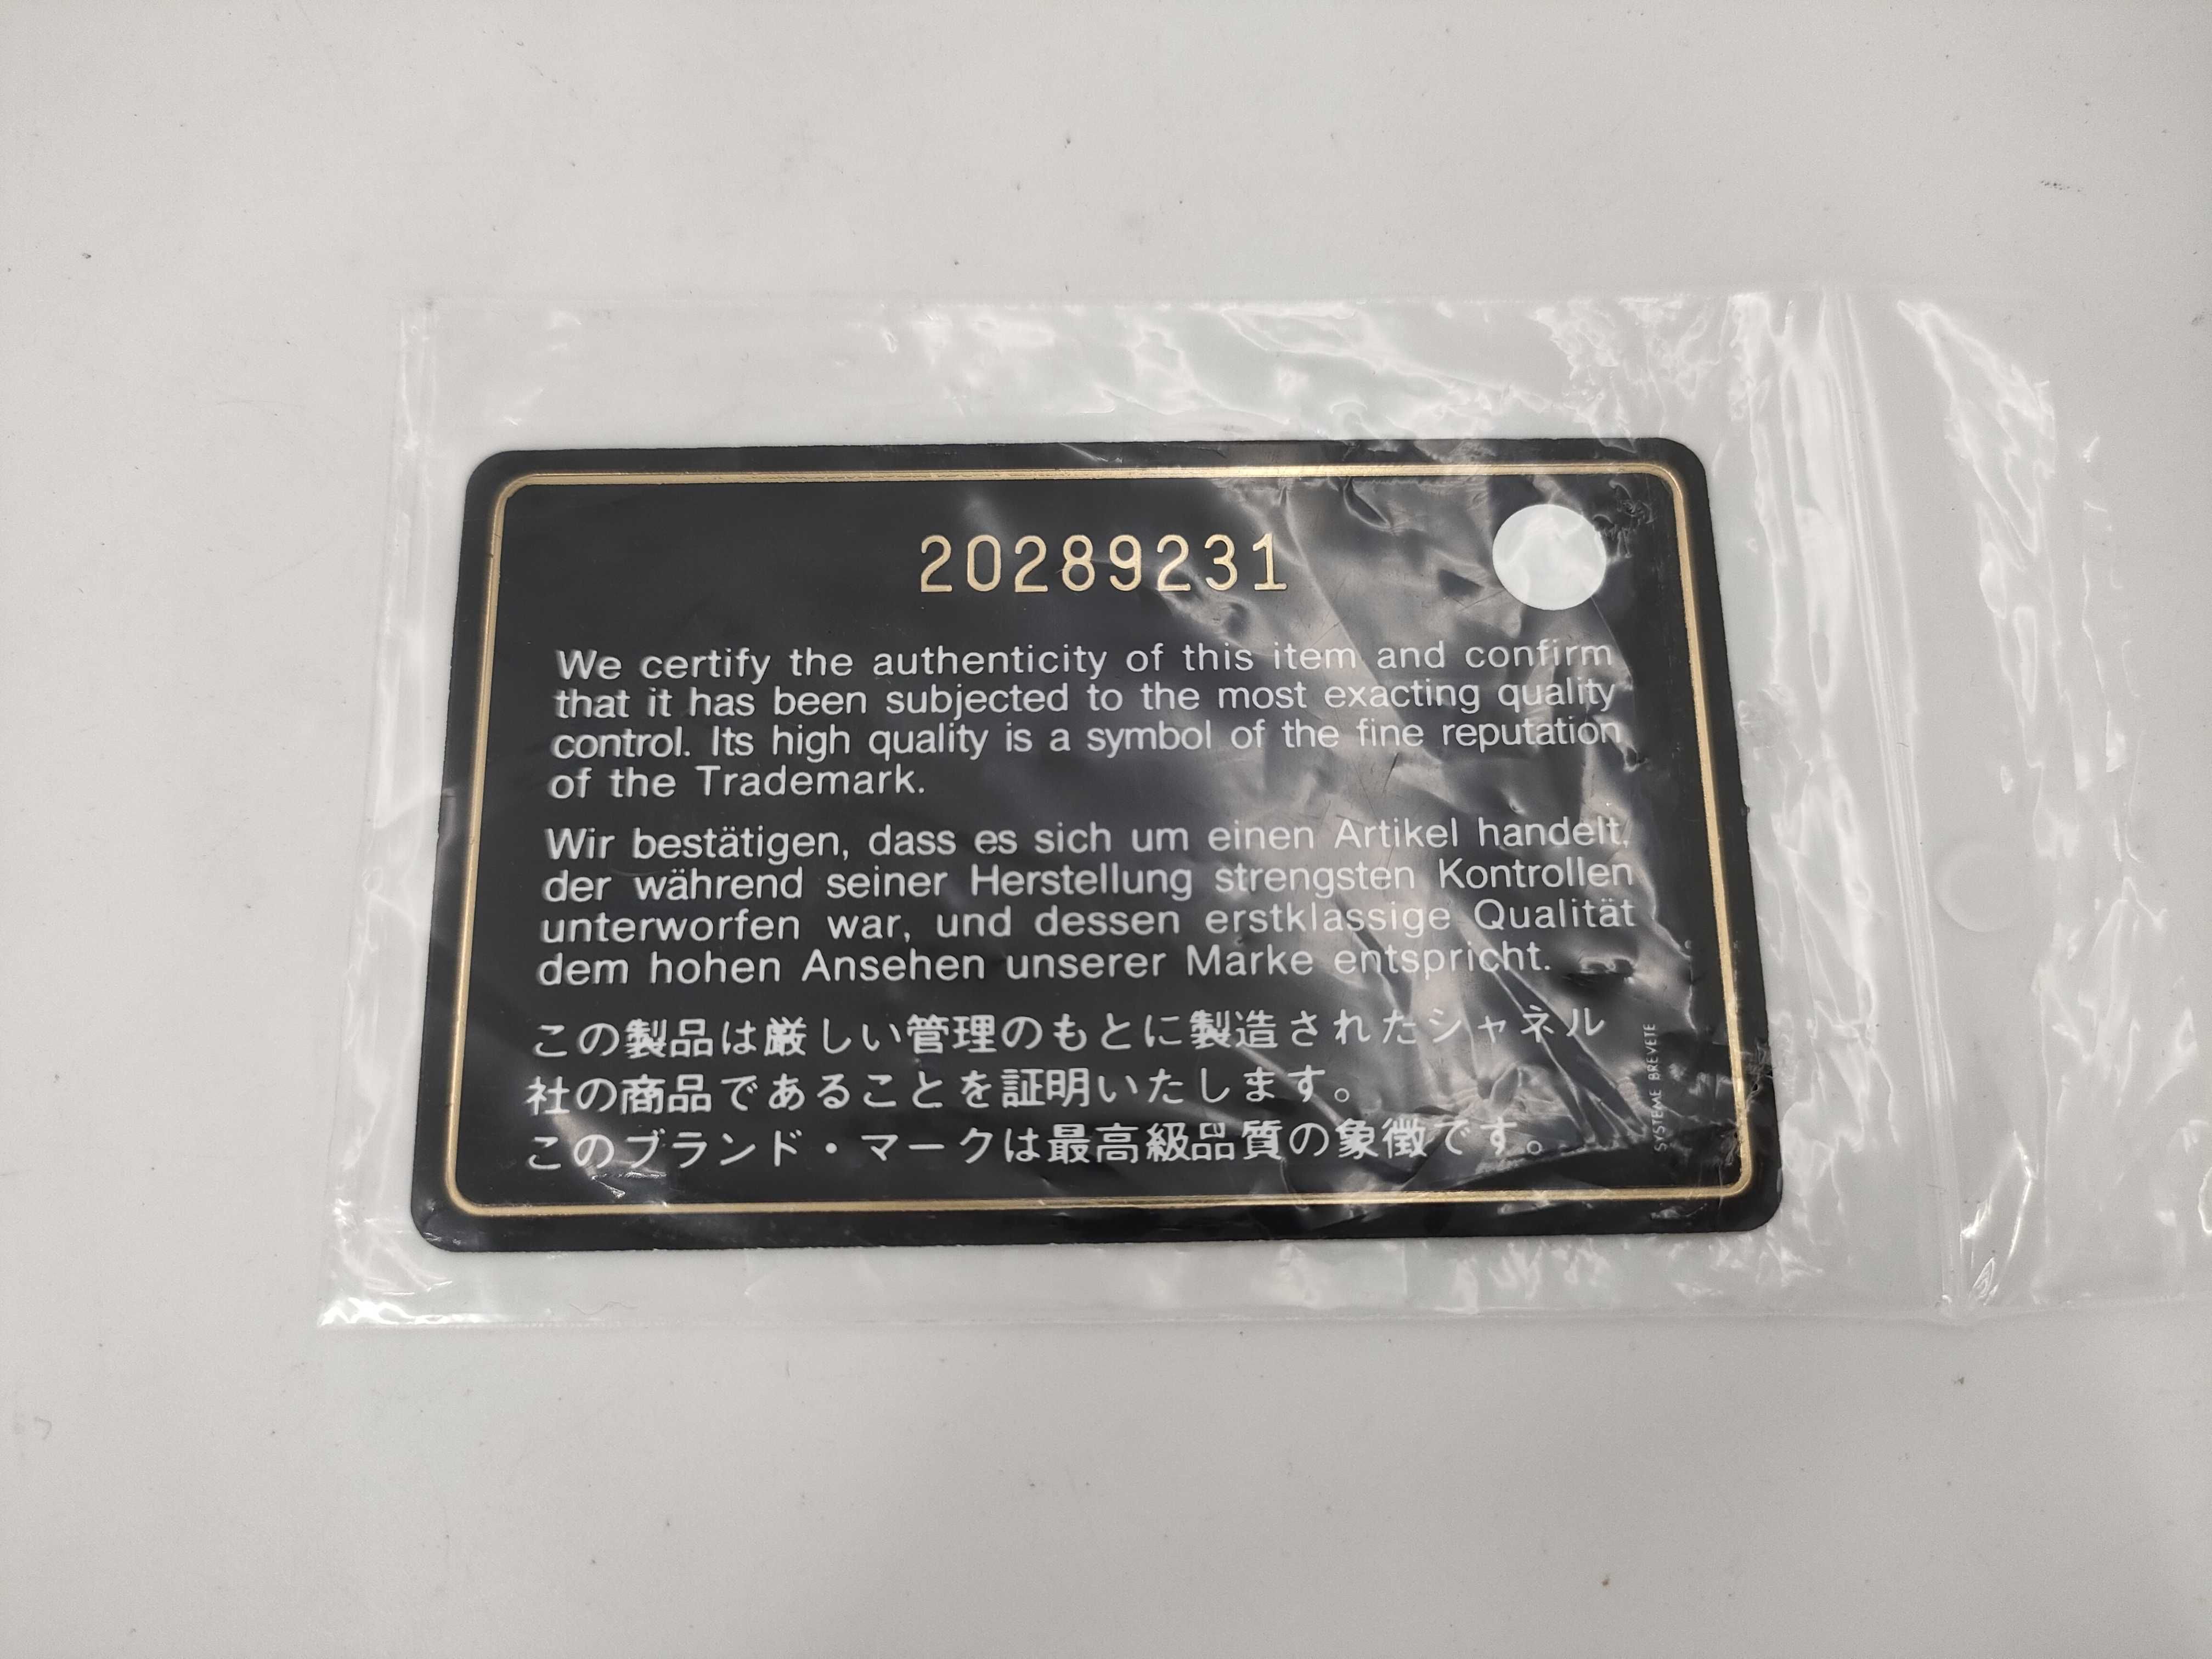 20289231
We certify the authenticity of this item and confirm
that it has been subjected to the most exacting quality
control. Its high quality is a symbol of the fine reputation
of the Trademark.
Wir bestätigen, dass es sich um einen Artikel handelt,
der während seiner Herstellung strengsten Kontrollen
unterworfen war, und dessen erstklassige Qualität
dem hohen Ansehen unserer Marke entspricht.
この製品は厳しい管理のもとに製造されたシャネル
社の商品であることを証明いたします。
このブランド・マークは最高級品質の象徴です。
SYSTEME BREVETE